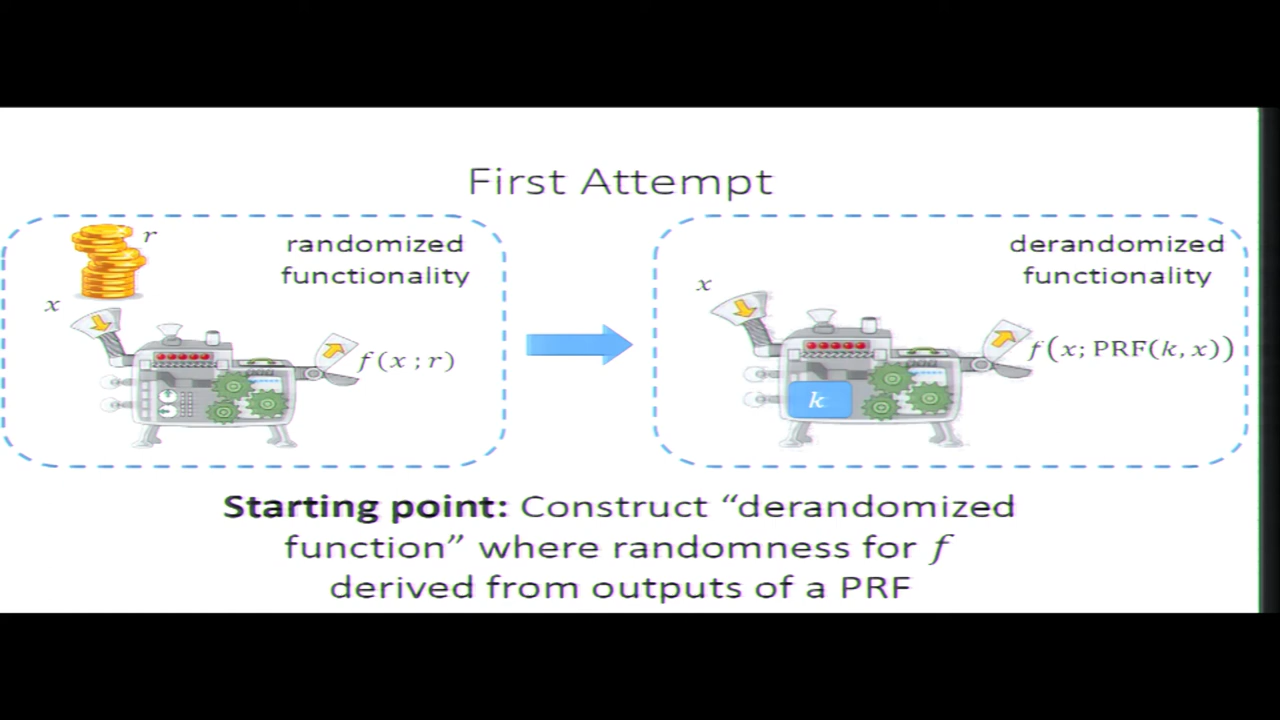 First Attempt
r
randomized
functionality
x
f(x ; r)
derandomized
functionality
x
f(x; PRF(k, x))
k
Starting point: Construct “derandomized
function” where randomness for f
derived from outputs of a PRF